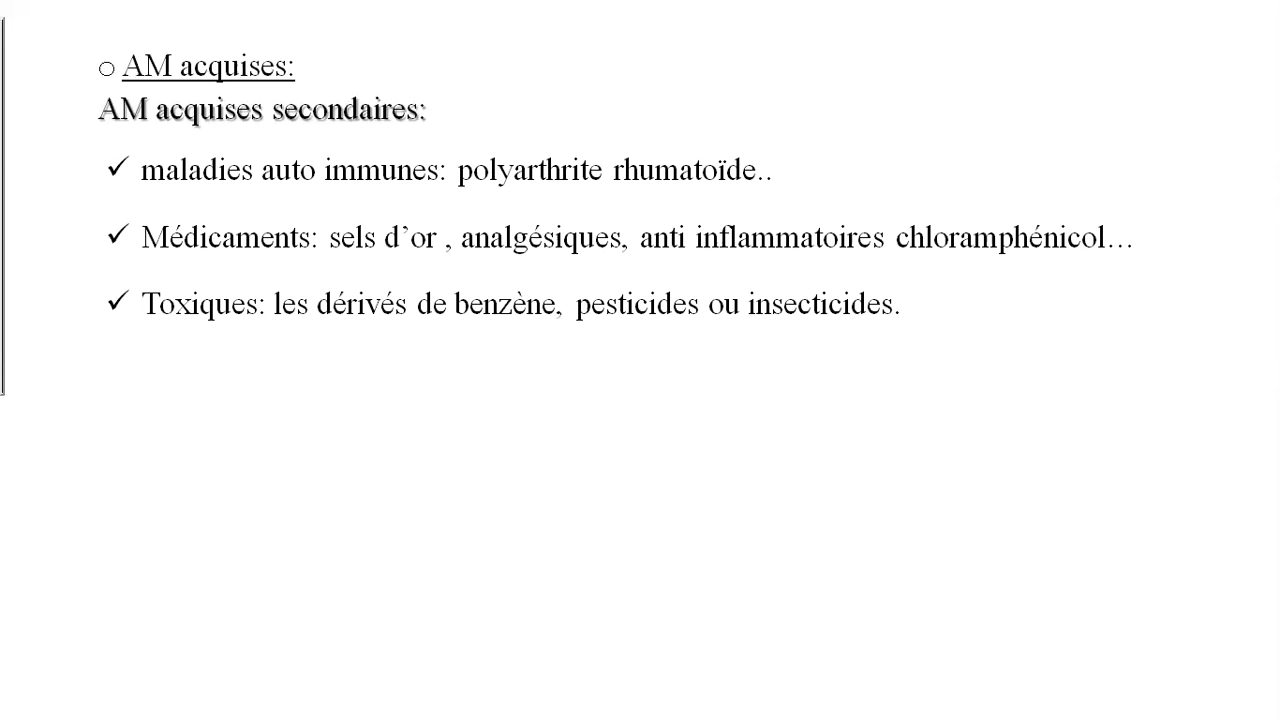 o AM acquises:
AM acquises secondaires:
✓ maladies auto immunes: polyarthrite rhumatoïde..
✓ Médicaments: sels d’or , analgésiques, anti inflammatoires chloramphénicol…
✓ Toxiques: les dérivés de benzène, pesticides ou insecticides.